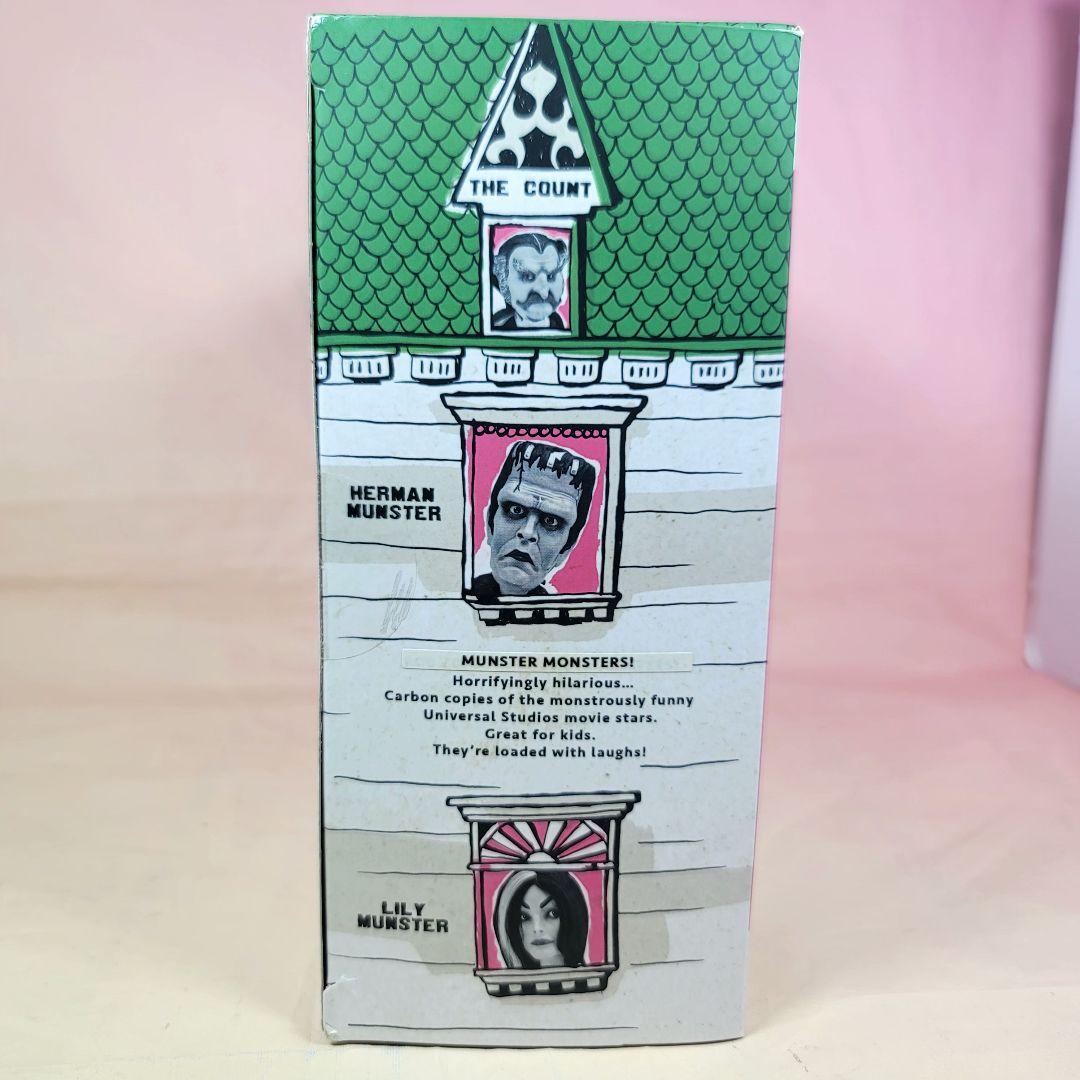 THE COUNT
HERMAN
MUNSTER
MUNSTER MONSTERS!
Horrifyingly hilarious...
Carbon copies of the monstrously funny
Universal Studios movie stars.
Great for kids.
They're loaded with laughs!
LILY
MUNSTER